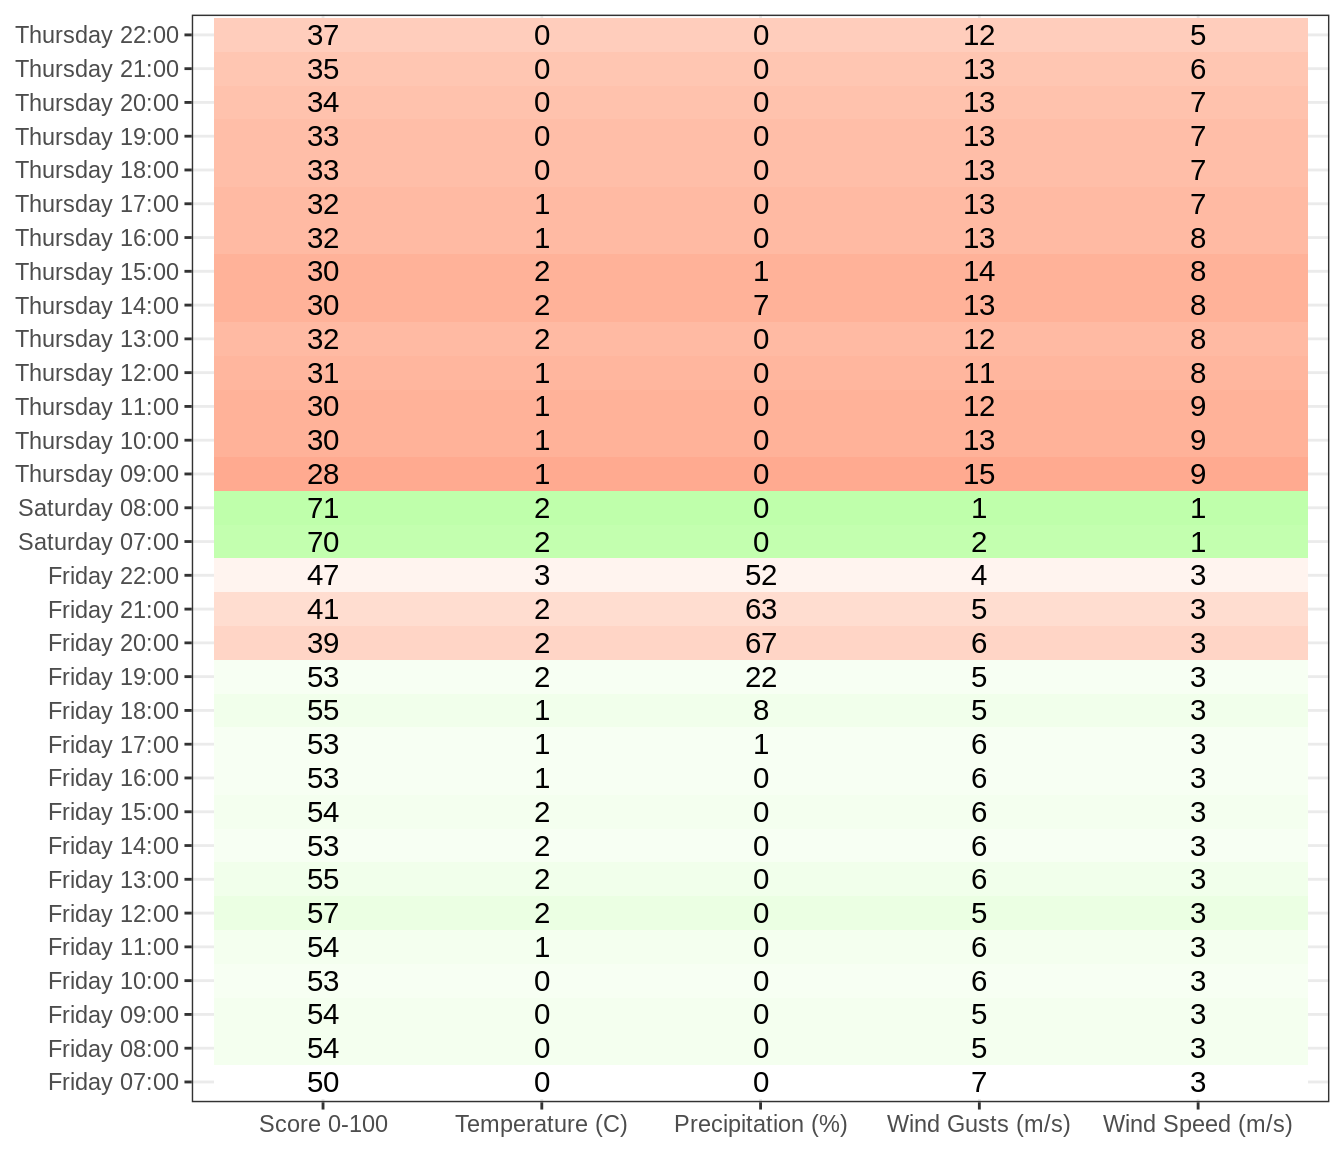 Thursday 22:00 37 0 0 12 5
Thursday 21:00 35 0 0 13 6
Thursday 20:00 34 0 0 13 7
Thursday 19:00 33 0 0 13 7
Thursday 18:00 33 0 0 13 7
Thursday 17:00 32 1 0 13 7
Thursday 16:00 32 1 0 13 8
Thursday 15:00 30 2 1 14 8
Thursday 14:00 30 2 7 13 8
Thursday 13:00 32 2 0 12 8
Thursday 12:00 31 1 0 11 8
Thursday 11:00 30 1 0 12 9
Thursday 10:00 30 1 0 13 9
Thursday 09:00 28 1 0 15 9
Saturday 08:00 71 2 0 1 1
Saturday 07:00 70 2 0 2 1
Friday 22:00 47 3 52 4 3
Friday 21:00 41 2 63 5 3
Friday 20:00 39 2 67 6 3
Friday 19:00 53 2 22 5 3
Friday 18:00 55 1 8 5 3
Friday 17:00 53 1 1 6 3
Friday 16:00 53 1 0 6 3
Friday 15:00 54 2 0 6 3
Friday 14:00 53 2 0 6 3
Friday 13:00 55 2 0 6 3
Friday 12:00 57 2 0 5 3
Friday 11:00 54 1 0 6 3
Friday 10:00 53 0 0 6 3
Friday 09:00 54 0 0 5 3
Friday 08:00 54 0 0 5 3
Friday 07:00 50 0 0 7 3
Score 0-100 Temperature (C) Precipitation (%) Wind Gusts (m/s) Wind Speed (m/s)